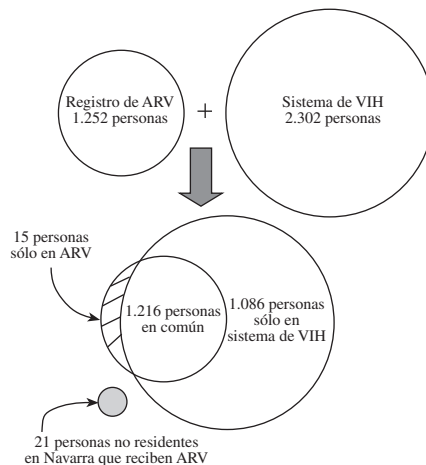 Registro de ARV
1.252 personas
+
Sistema de VIH
2.302 personas
15 personas
sólo en ARV
1.216 personas
en común
1.086 personas
sólo en
sistema de VIH
21 personas no residentes
en Navarra que reciben ARV